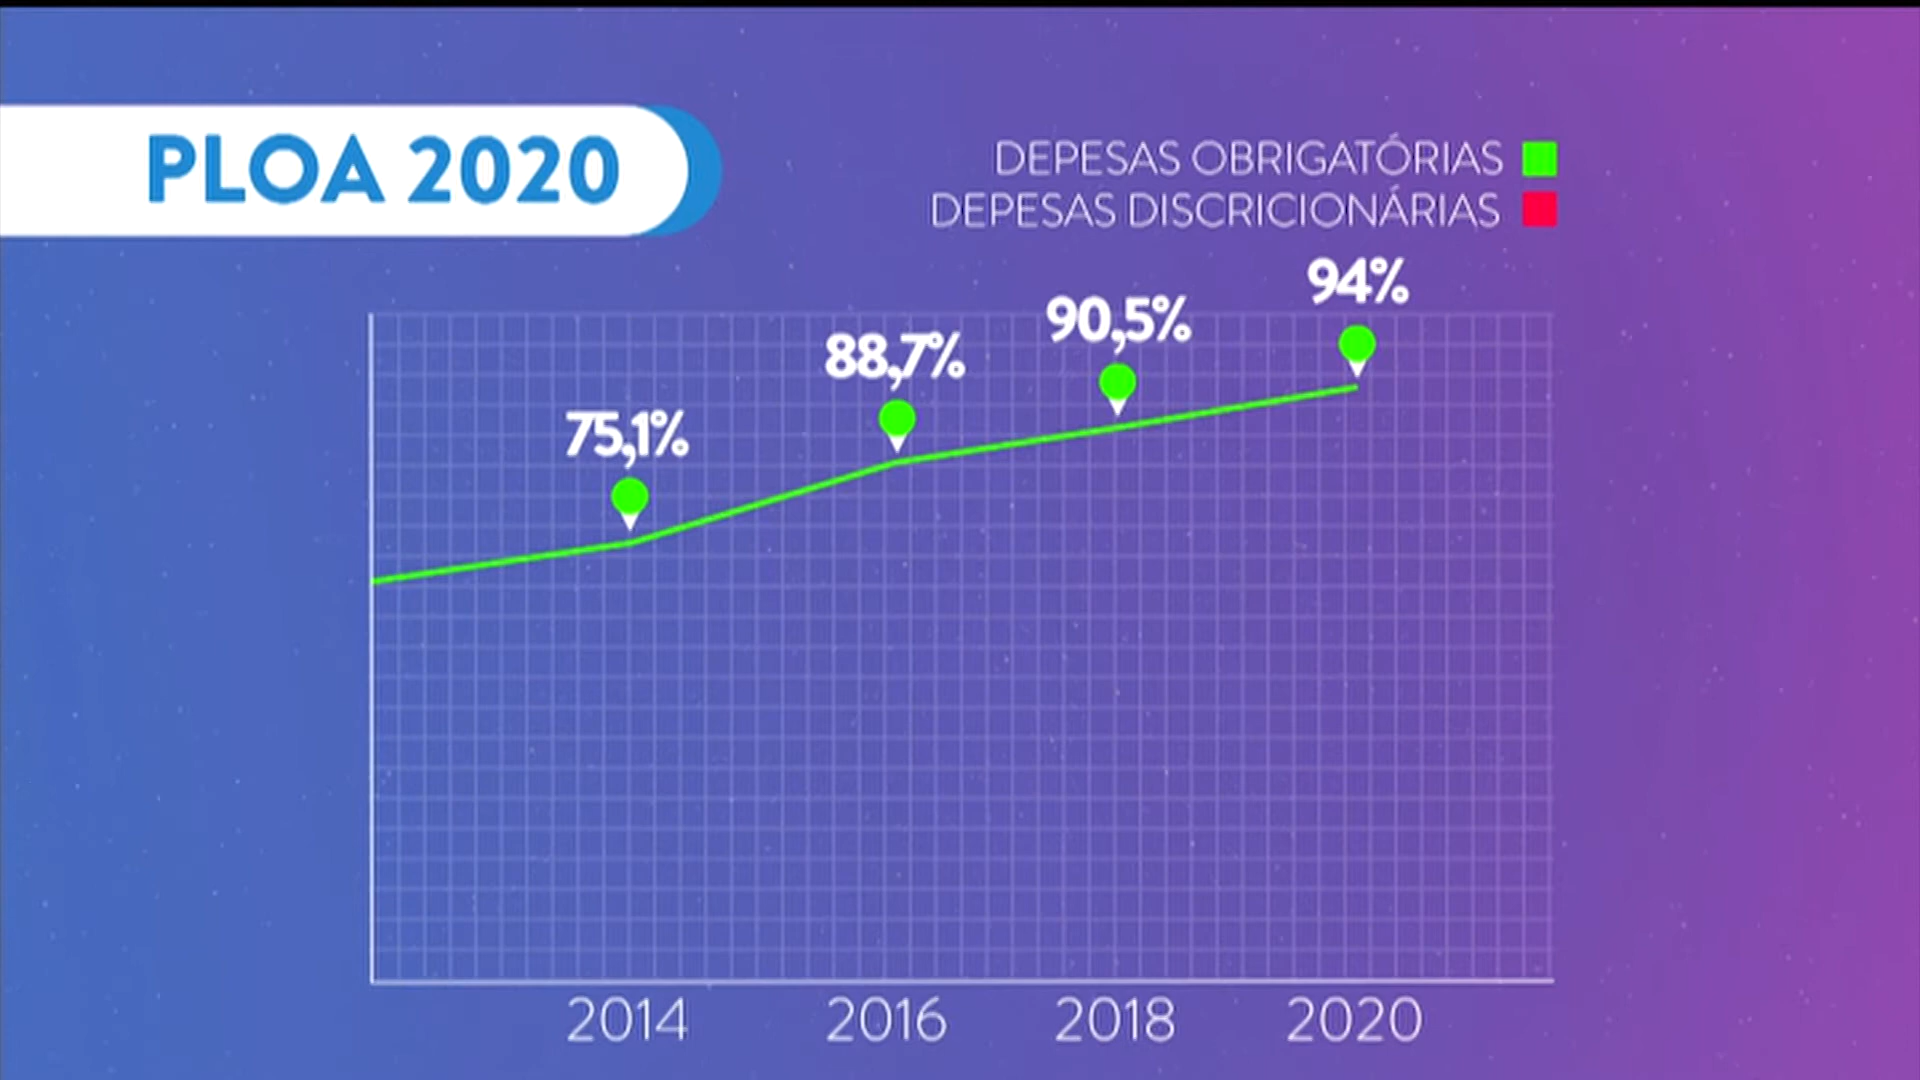 PLOA 2020
DEPESAS OBRIGATÓRIAS
DEPESAS DISCRICIONÁRIAS
94%
90,5%
88,7%
75,1%
2014 2016 2018 2020